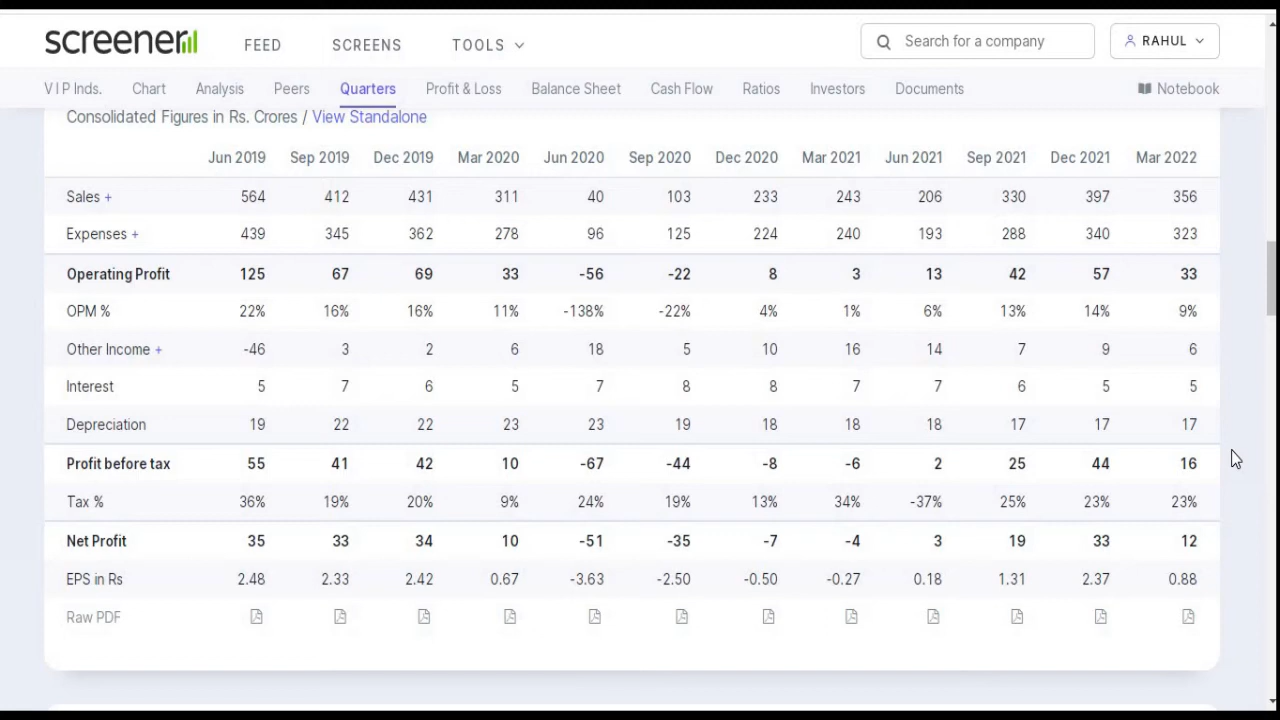 screener FEED SCREENS TOOLS Search for a company RAHUL
V I P Inds. Chart Analysis Peers Quarters Profit & Loss Balance Sheet Cash Flow Ratios Investors Documents Notebook
Consolidated Figures in Rs. Crores / View Standalone
Jun 2019 Sep 2019 Dec 2019 Mar 2020 Jun 2020 Sep 2020 Dec 2020 Mar 2021 Jun 2021 Sep 2021 Dec 2021 Mar 2022
Sales + 564 412 431 311 40 103 233 243 206 330 397 356
Expenses + 439 345 362 278 96 125 224 240 193 288 340 323
Operating Profit 125 67 69 33 -56 -22 8 3 13 42 57 33
OPM % 22% 16% 16% 11% -138% -22% 4% 1% 6% 13% 14% 9%
Other Income + -46 3 2 6 18 5 10 16 14 7 9 6
Interest 5 7 6 5 7 8 8 7 7 6 5 5
Depreciation 19 22 22 23 23 19 18 18 18 17 17 17
Profit before tax 55 41 42 10 -67 -44 -8 -6 2 25 44 16
Tax % 36% 19% 20% 9% 24% 19% 13% 34% -37% 25% 23% 23%
Net Profit 35 33 34 10 -51 -35 -7 -4 3 19 33 12
EPS in Rs 2.48 2.33 2.42 0.67 -3.63 -2.50 -0.50 -0.27 0.18 1.31 2.37 0.88
Raw PDF